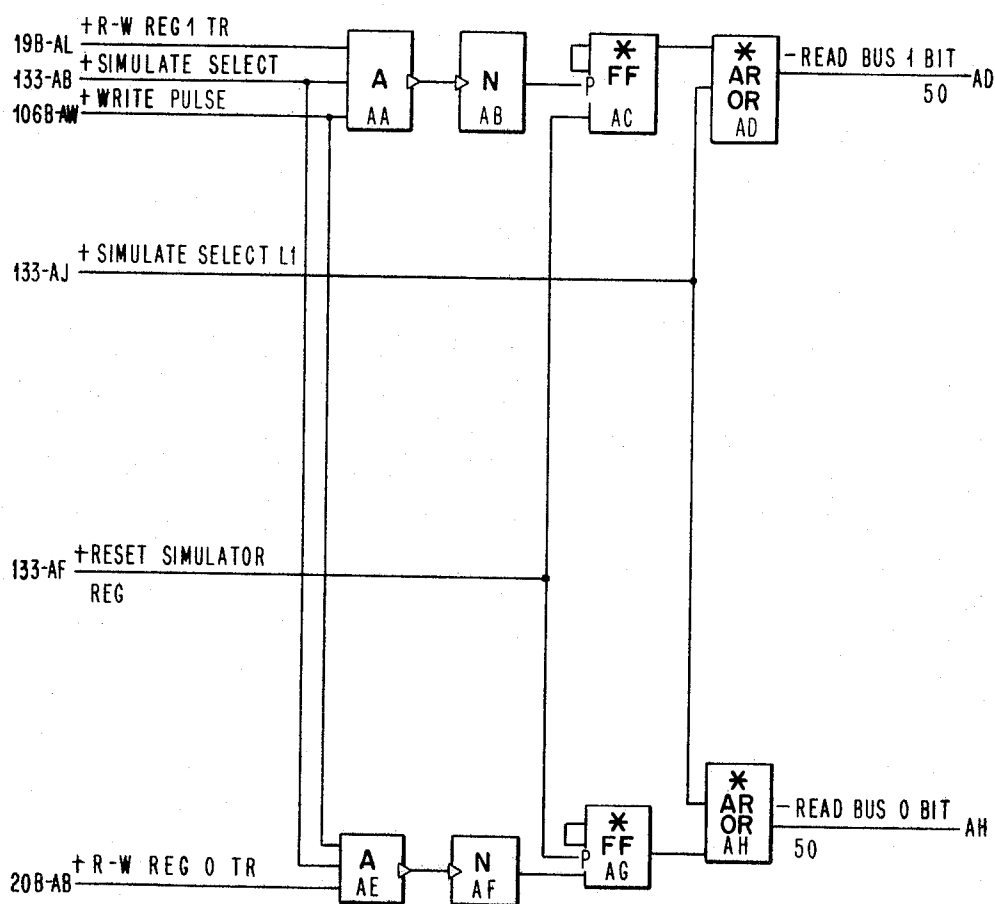 +R-W REG 1 TR
19B-AL
+SIMULATE SELECT
133-AB
+WRITE PULSE
106B-AW
A
AA
N
AB
*
FF
P
AC
*
AR
OR
AD
-READ BUS 1 BIT
50
AD
+SIMULATE SELECT L1
133-AJ
+RESET SIMULATOR
133-AF
REG
+R-W REG 0 TR
20B-AB
A
AE
N
AF
*
FF
P
AG
*
AR
OR
AH
-READ BUS 0 BIT
50
AH